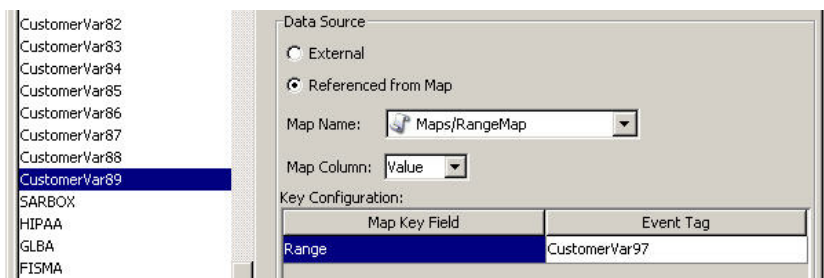 CustomerVar82
CustomerVar83
CustomerVar84
CustomerVar85
CustomerVar86
CustomerVar87
CustomerVar88
CustomerVar89
SARBOX
HIPAA
GLBA
FISMA
Data Source
External
Referenced from Map
Map Name: Maps/RangeMap
Map Column: Value
Key Configuration:
Map Key Field Event Tag
Range CustomerVar97